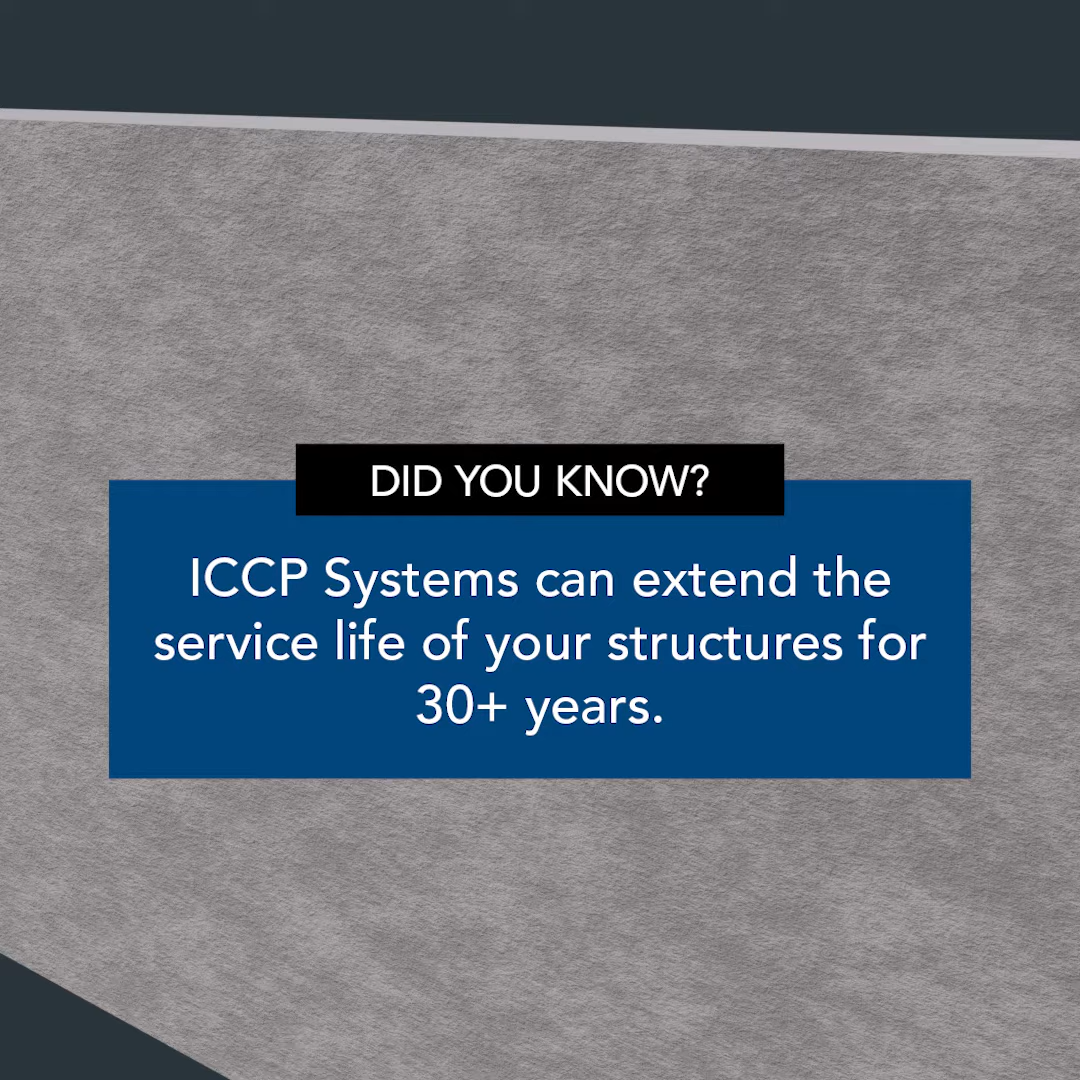 DID YOU KNOW?
ICCP Systems can extend the
service life of your structures for
30+ years.